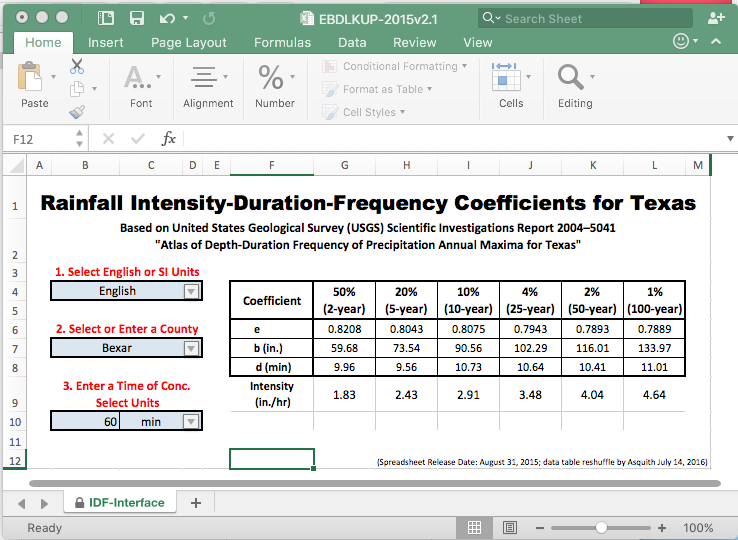 EBDLKUP-2015v2.1
Search Sheet
Home Insert Page Layout Formulas Data Review View
Conditional Formatting
Format as Table
Cell Styles
Paste Font Alignment Number Cells Editing
A...
%
F12 fx
A B C D E F G H I J K L M
1 Rainfall Intensity-Duration-Frequency Coefficients for Texas
Based on United States Geological Survey (USGS) Scientific Investigations Report 2004–5041
2 "Atlas of Depth-Duration Frequency of Precipitation Annual Maxima for Texas"
3 1. Select English or SI Units
4 English Coefficient 50% 20% 10% 4% 2% 1%
5 (2-year) (5-year) (10-year) (25-year) (50-year) (100-year)
6 2. Select or Enter a County e 0.8208 0.8043 0.8075 0.7943 0.7893 0.7889
7 Bexar b (in.) 59.68 73.54 90.56 102.29 116.01 133.97
8 d (min) 9.96 9.56 10.73 10.64 10.41 11.01
3. Enter a Time of Conc. Intensity 1.83 2.43 2.91 3.48 4.04 4.64
9 Select Units (in./hr)
10 60 min
11
12 (Spreadsheet Release Date: August 31, 2015; data table reshuffle by Asquith July 14, 2016)
IDF-Interface +
Ready − + 100%